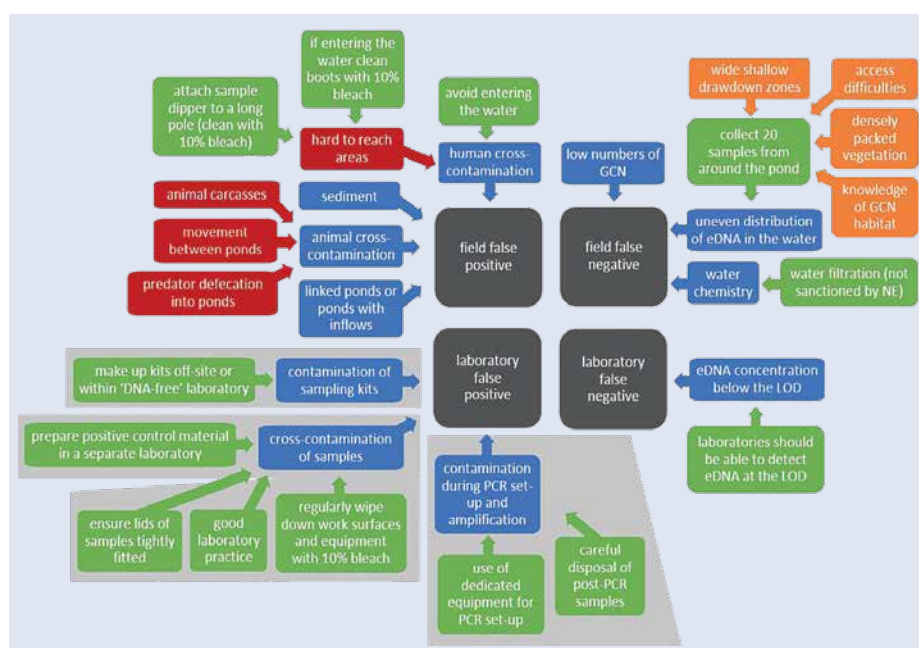 if entering the
water clean
boots with 10%
bleach
attach sample
dipper to a long
pole (clean with
10% bleach)
hard to reach
areas
avoid entering
the water
human cross-
contamination
low numbers of
GCN
wide shallow
drawdown zones
access
difficulties
collect 20
samples from
around the pond
densely
packed
vegetation
knowledge
of GCN
habitat
animal carcasses
movement
between ponds
predator defecation
into ponds
sediment
animal cross-
contamination
linked ponds or
ponds with
inflows
field false
positive
field false
negative
uneven distribution
of eDNA in the water
water
chemistry
water filtration (not
sanctioned by NE)
make up kits off-site or
within 'DNA-free' laboratory
contamination of
sampling kits
laboratory
false
positive
laboratory
false
negative
eDNA concentration
below the LOD
laboratories should
be able to detect
eDNA at the LOD
prepare positive control material
in a separate laboratory
cross-contamination
of samples
ensure lids of
samples tightly
fitted
good
laboratory
practice
regularly wipe
down work surfaces
and equipment
with 10% bleach
contamination
during PCR set-
up and
amplification
use of
dedicated
equipment for
PCR set-up
careful
disposal of
post-PCR
samples